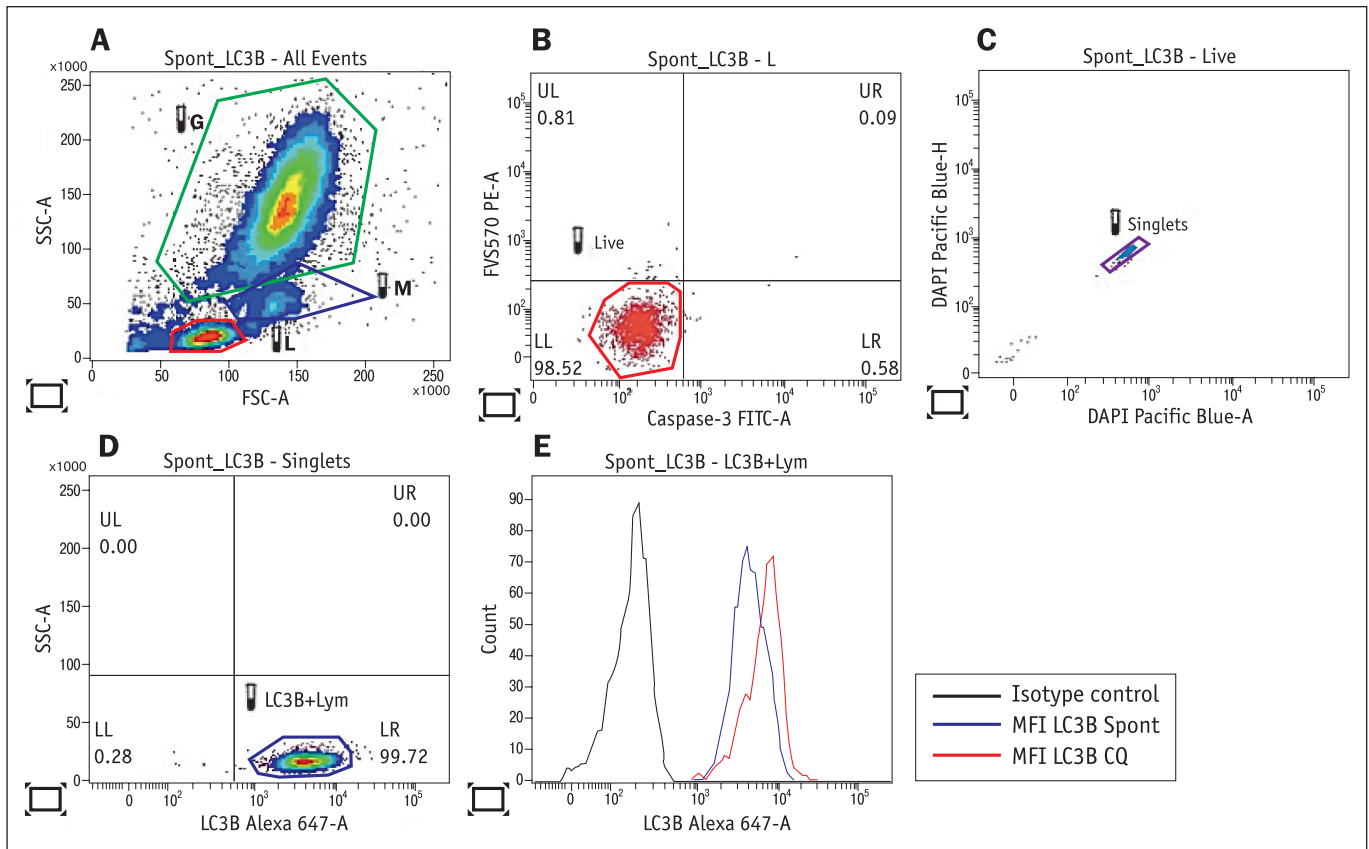 A
Spont_LC3B - All Events
x1000
250
200
150
100
50
0
SSC-A
G
M
L
0 50 100 150 200 250
x1000
FSC-A
B
Spont_LC3B - L
UL
0.81
UR
0.09
10^5
10^4
10^3
10^2
0
FVS570 PE-A
Live
LL
98.52
LR
0.58
10^2 10^3 10^4 10^5
Caspase-3 FITC-A
C
Spont_LC3B - Live
10^5
10^4
10^3
10^2
0
DAPI Pacific Blue-H
Singlets
0 10^2 10^3 10^4 10^5
DAPI Pacific Blue-A
D
Spont_LC3B - Singlets
x1000
250
200
150
100
50
0
SSC-A
UL
0.00
UR
0.00
LC3B+Lym
LL
0.28
LR
99.72
0 10^2 10^3 10^4 10^5
LC3B Alexa 647-A
E
Spont_LC3B - LC3B+Lym
90
80
70
60
50
40
30
20
10
0
Count
0 10^2 10^3 10^4 10^5
LC3B Alexa 647-A
Isotype control
MFI LC3B Spont
MFI LC3B CQ